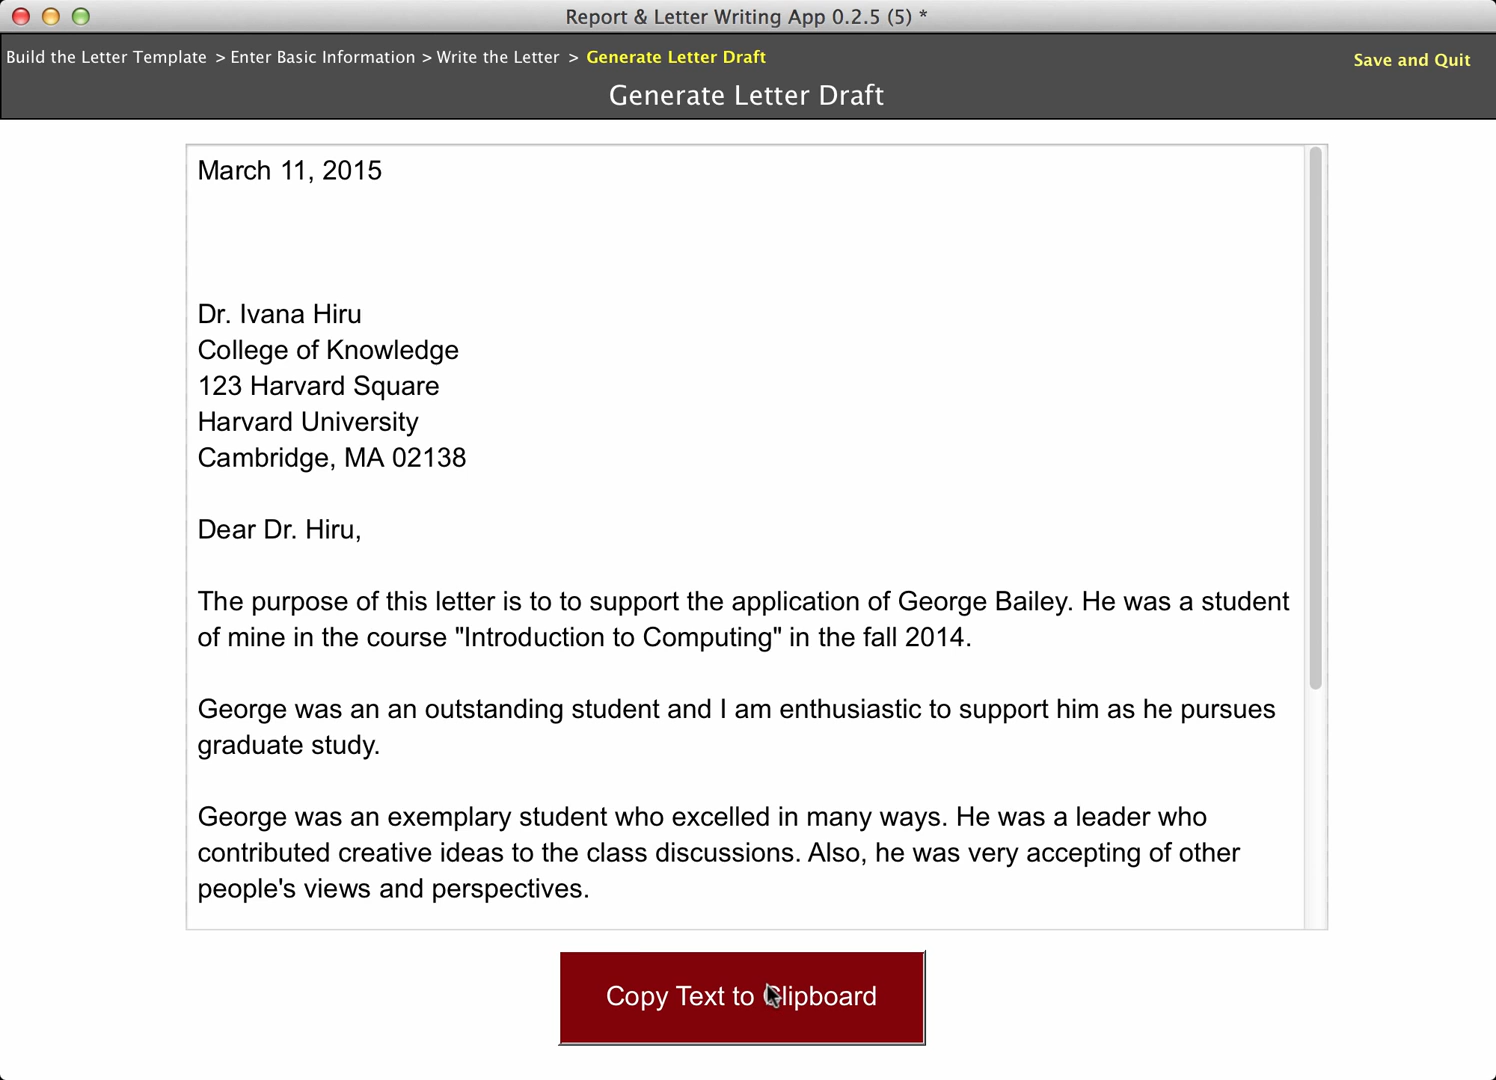 Report & Letter Writing App 0.2.5 (5) *
Build the Letter Template > Enter Basic Information > Write the Letter > Generate Letter Draft
Save and Quit
Generate Letter Draft
March 11, 2015
Dr. Ivana Hiru
College of Knowledge
123 Harvard Square
Harvard University
Cambridge, MA 02138
Dear Dr. Hiru,
The purpose of this letter is to to support the application of George Bailey. He was a student
of mine in the course "Introduction to Computing" in the fall 2014.
George was an an outstanding student and I am enthusiastic to support him as he pursues
graduate study.
George was an exemplary student who excelled in many ways. He was a leader who
contributed creative ideas to the class discussions. Also, he was very accepting of other
people's views and perspectives.
Copy Text to Clipboard